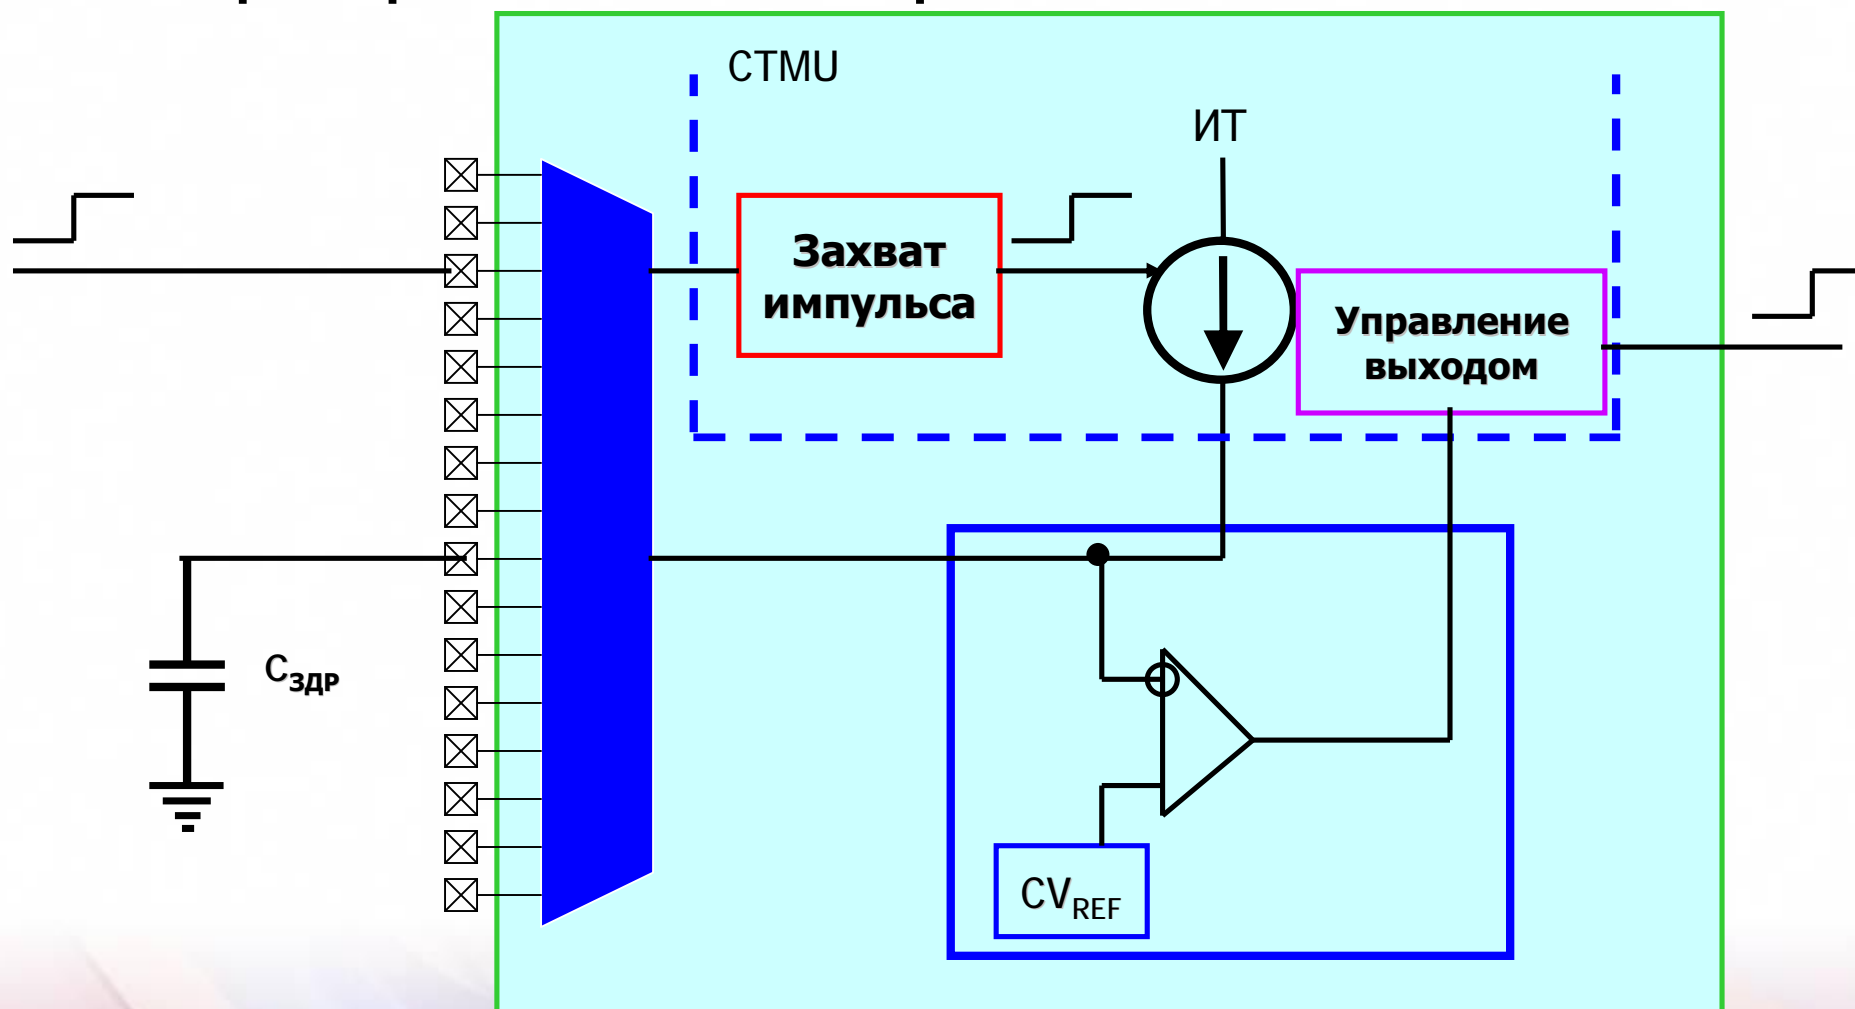 CTMU
ИТ
Захват
импульса
Управление
выходом
CЗДР
CVREF